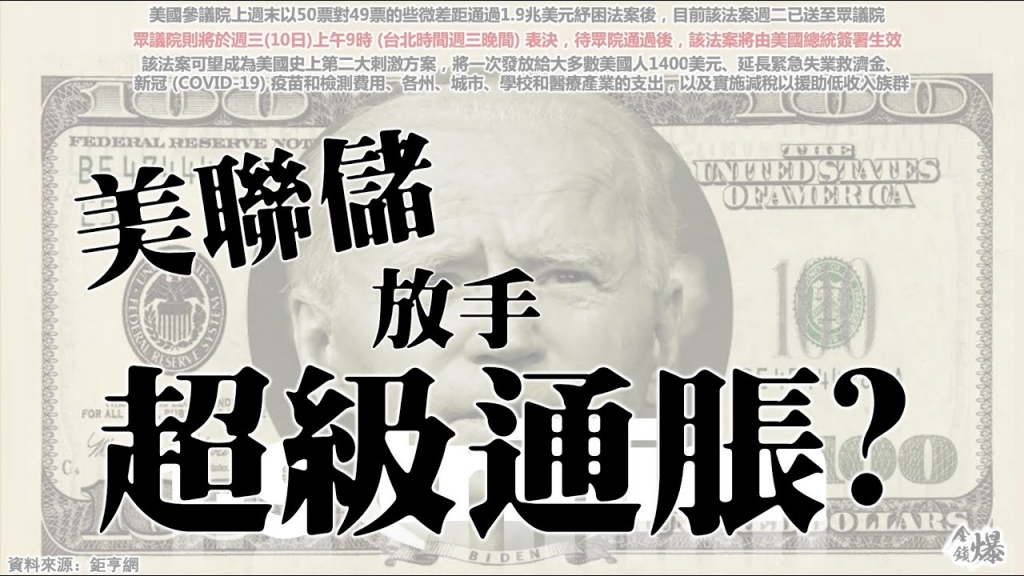 美國參議院上週末以50票對49票的些微差距通過1.9兆美元紓困法案後，目前該法案週二已送至眾議院
眾議院則將於週三(10日)上午9時 (台北時間週三晚間) 表決，待眾院通過後，該法案將由美國總統簽署生效
該法案可望成為美國史上第二大刺激方案，將一次發放給大多數美國人1400美元、延長緊急失業救濟金、
新冠 (COVID-19) 疫苗和檢測費用、各州、城市、學校和醫療產業的支出，以及實施減稅以援助低收入族群
FEDERAL RESERVE NOT
THE
UNITED STATES
OF AMERICA
美聯儲
放手
100
超級通脹?
FOR ALL
100
DOLLARS
BIDEN
金錢爆
資料來源：鉅亨網